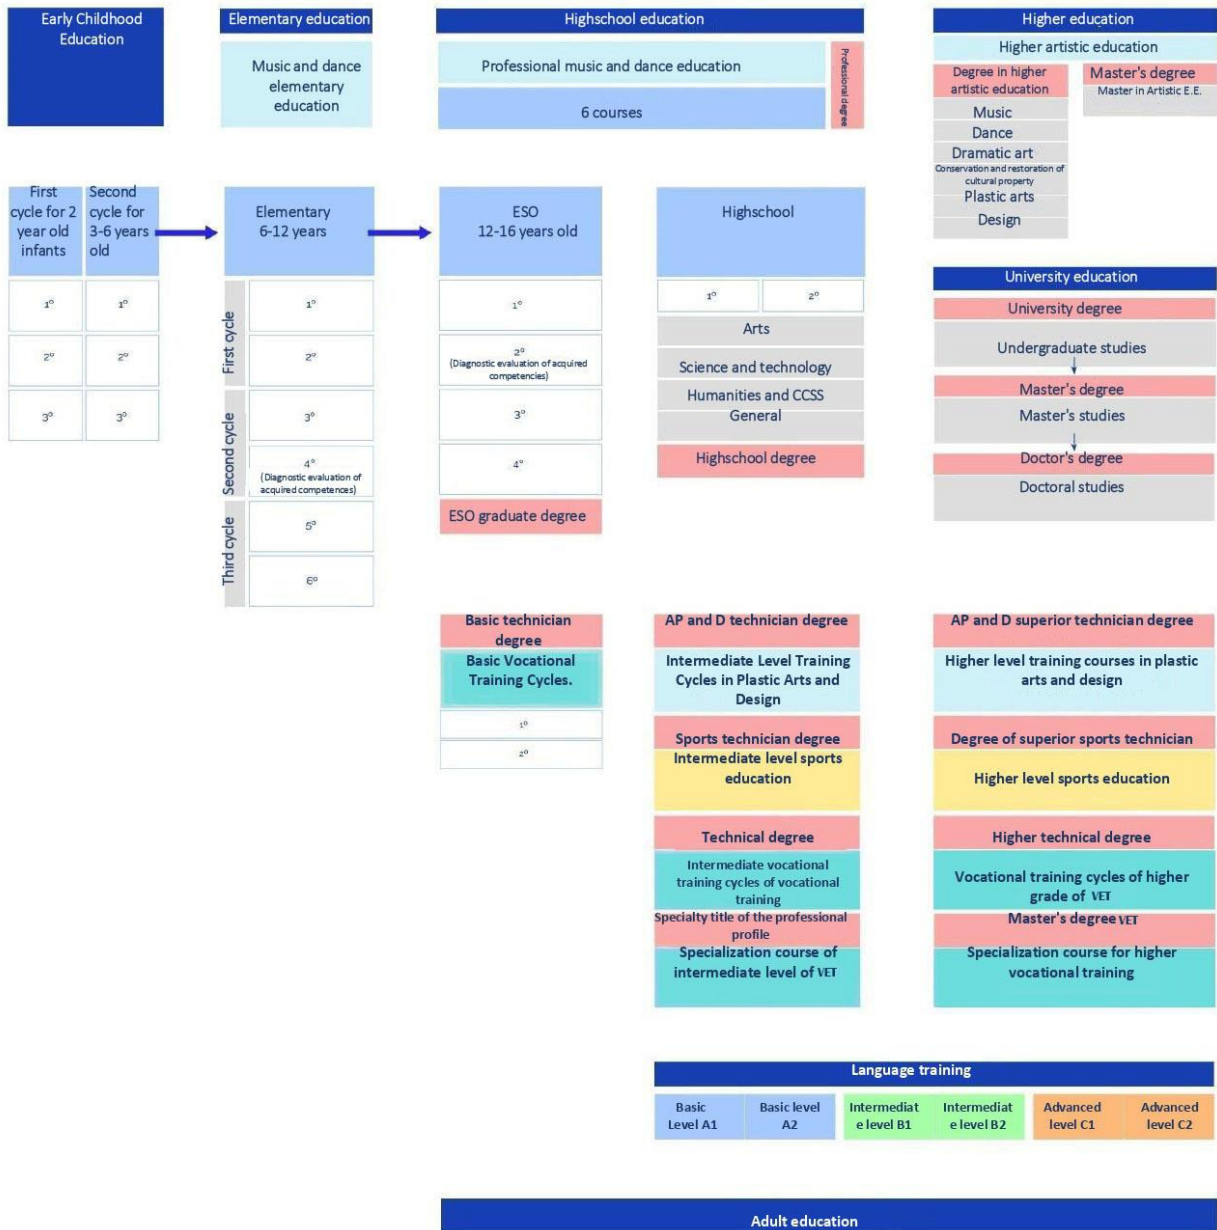 Early Childhood
Education
Elementary education
Music and dance
elementary
education
Highschool education
Professional music and dance education
6 courses
Professional degree
Higher education
Higher artistic education
Degree in higher
artistic education
Music
Dance
Dramatic art
Conservation and restoration of
cultural property
Plastic arts
Design
Master's degree
Master in Artistic E.E.
First
cycle for 2
year old
infants
Second
cycle for
3-6 years
old
1º
1º
2º
2º
3º
3º
Elementary
6-12 years
First cycle
1º
2º
Second cycle
3º
4º
(Diagnostic evaluation of
acquired competences)
Third cycle
5º
6º
ESO
12-16 years old
1º
2º
(Diagnostic evaluation of acquired
competencies)
3º
4º
ESO graduate degree
Highschool
1º
2º
Arts
Science and technology
Humanities and CCSS
General
Highschool degree
University education
University degree
Undergraduate studies
Master's degree
Master's studies
Doctor's degree
Doctoral studies
Basic technician
degree
Basic Vocational
Training Cycles.
1º
2º
AP and D technician degree
Intermediate Level Training
Cycles in Plastic Arts and
Design
Sports technician degree
Intermediate level sports
education
Technical degree
Intermediate vocational
training cycles of vocational
training
Specialty title of the professional
profile
Specialization course of
intermediate level of VET
AP and D superior technician degree
Higher level training courses in plastic
arts and design
Degree of superior sports technician
Higher level sports education
Higher technical degree
Vocational training cycles of higher
grade of VET
Master's degree VET
Specialization course for higher
vocational training
Language training
Basic
Level A1
Basic level
A2
Intermediat
e level B1
Intermediat
e level B2
Advanced
level C1
Advanced
level C2
Adult education